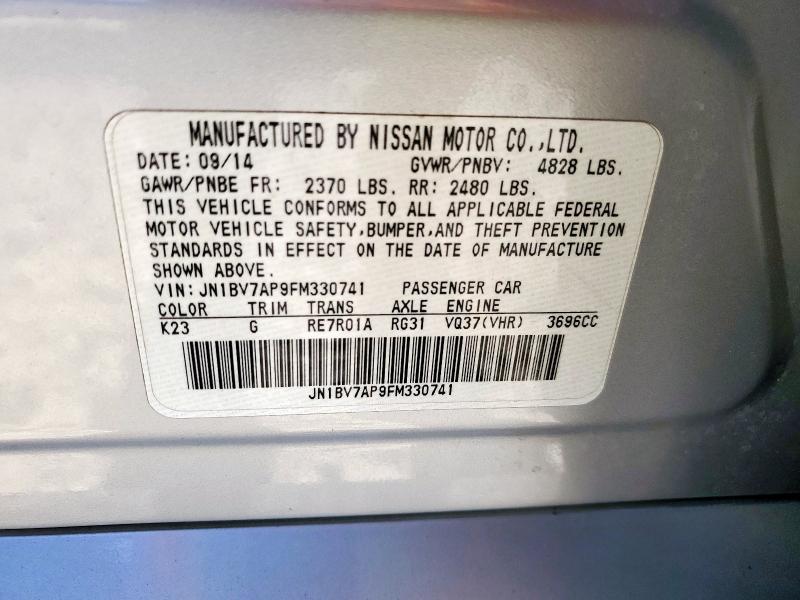 MANUFACTURED BY NISSAN MOTOR CO.,LTD.
DATE: 09/14 GVWR/PNBV: 4828 LBS.
GAWR/PNBE FR: 2370 LBS. RR: 2480 LBS.
THIS VEHICLE CONFORMS TO ALL APPLICABLE FEDERAL
MOTOR VEHICLE SAFETY,BUMPER,AND THEFT PREVENTION
STANDARDS IN EFFECT ON THE DATE OF MANUFACTURE
SHOWN ABOVE.
VIN:JN1BV7AP9FM330741 PASSENGER CAR
COLOR TRIM TRANS AXLE ENGINE
K23 G RE7R01A RG31 VQ37(VHR) 3696CC
JN1BV7AP9FM330741